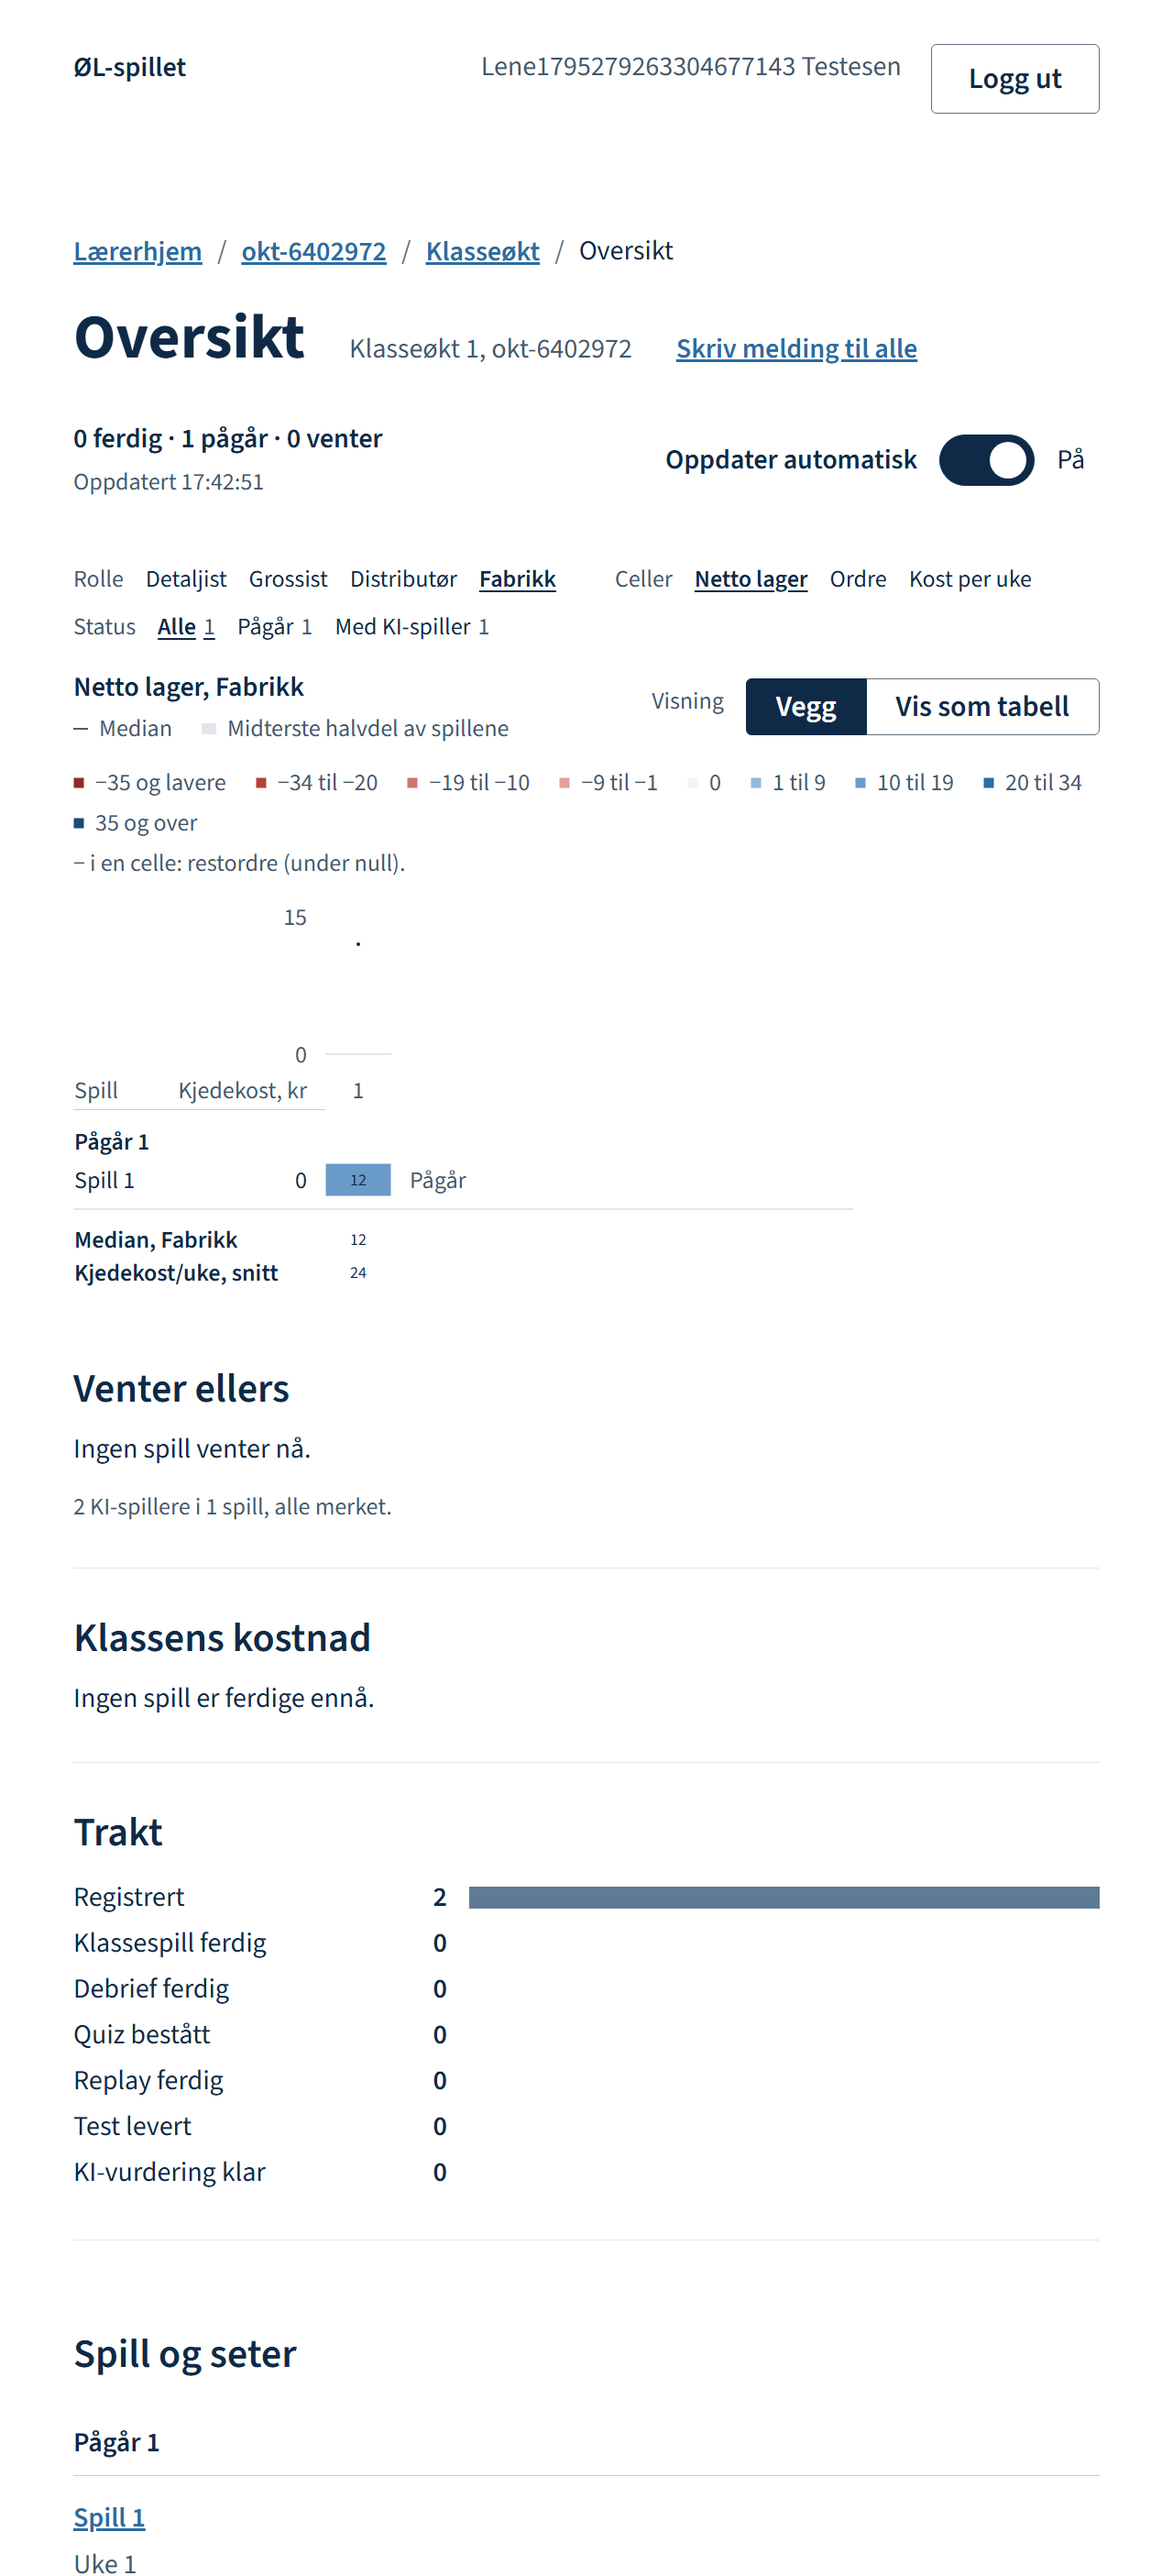 ØL-spillet
Lene1795279263304677143 Testesen
Logg ut
Lærerhjem / okt-6402972 / Klasseøkt / Oversikt
Oversikt Klasseøkt 1, okt-6402972 Skriv melding til alle
0 ferdig · 1 pågår · 0 venter
Oppdatert 17:42:51
Oppdater automatisk På
Rolle Detaljist Grossist Distributør Fabrikk Celler Netto lager Ordre Kost per uke
Status Alle 1 Pågår 1 Med KI-spiller 1
Netto lager, Fabrikk
Median Midterste halvdel av spillene
Visning Vegg Vis som tabell
−35 og lavere −34 til −20 −19 til −10 −9 til −1 0 1 til 9 10 til 19 20 til 34
35 og over
− i en celle: restordre (under null).
15
0
Spill Kjedekost, kr 1
Pågår 1
Spill 1 0 12 Pågår
Median, Fabrikk 12
Kjedekost/uke, snitt 24
Venter ellers
Ingen spill venter nå.
2 KI-spillere i 1 spill, alle merket.
Klassens kostnad
Ingen spill er ferdige ennå.
Trakt
Registrert 2
Klassespill ferdig 0
Debrief ferdig 0
Quiz bestått 0
Replay ferdig 0
Test levert 0
KI-vurdering klar 0
Spill og seter
Pågår 1
Spill 1
Uke 1